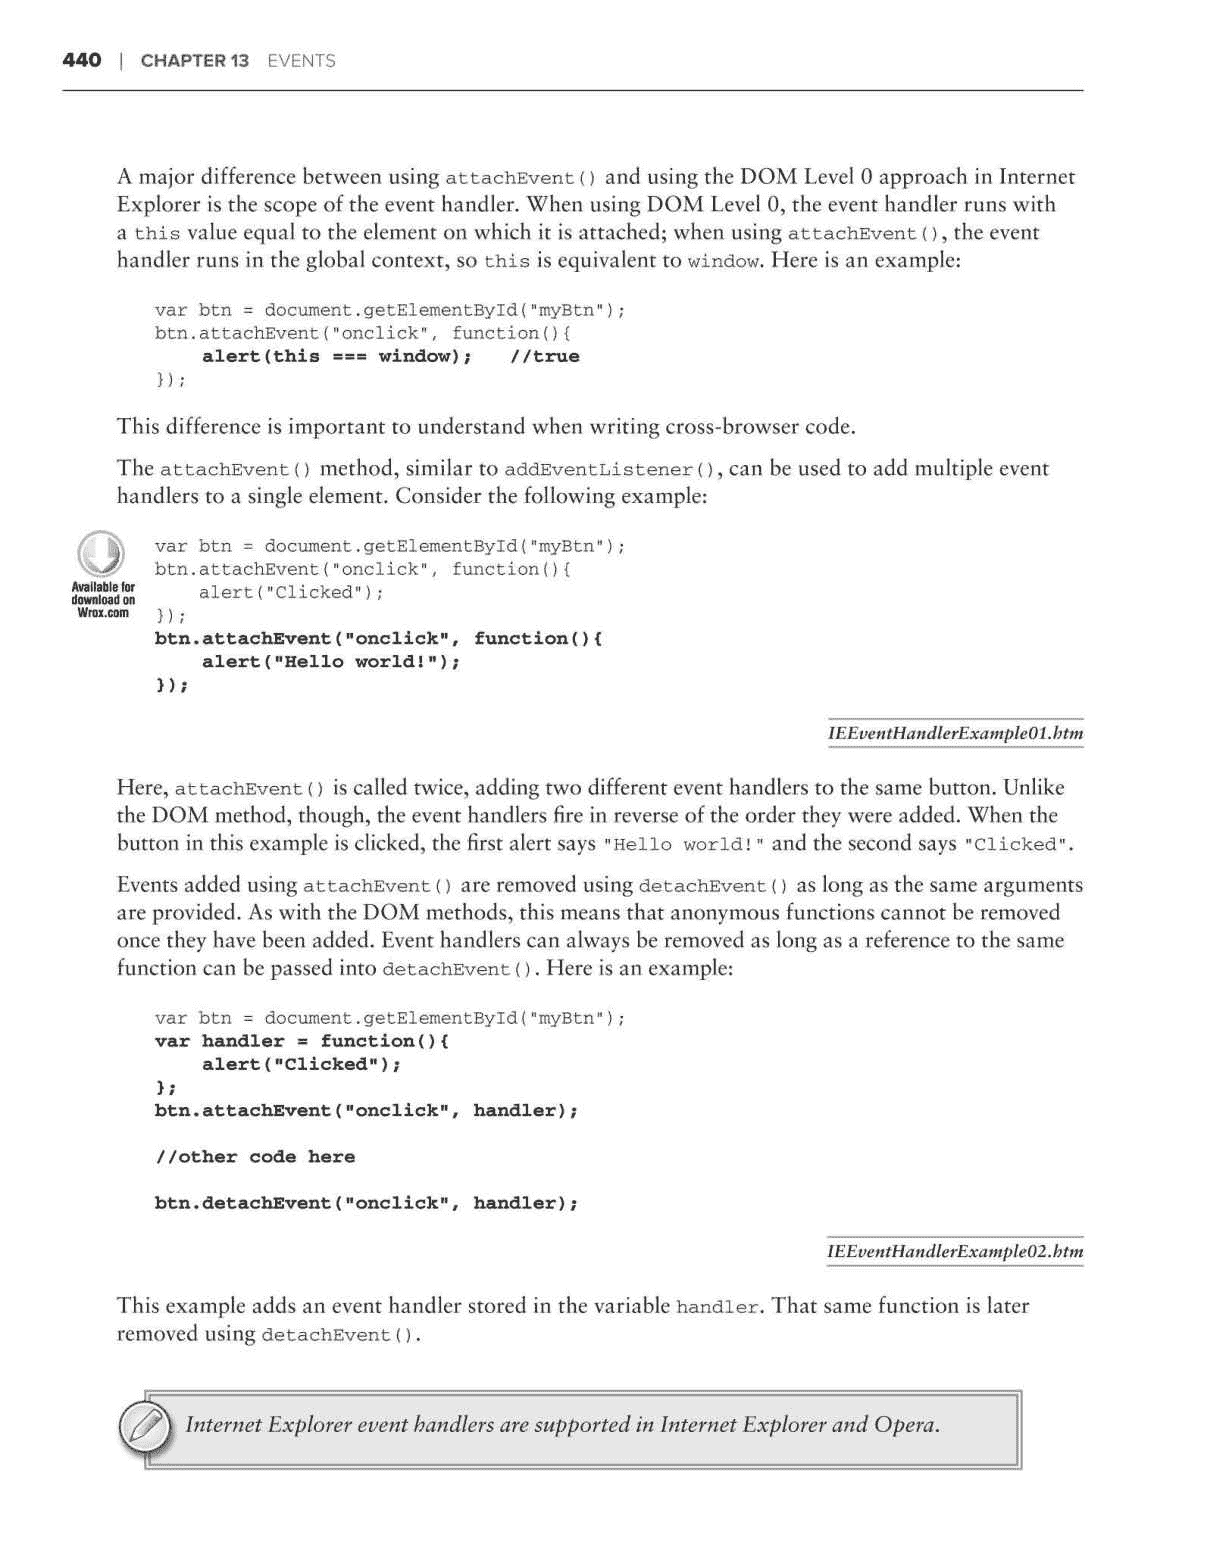 440 | CHAPTER 13 EVENTS
A major difference between using attachEvent() and using the DOM Level 0 approach in Internet
Explorer is the scope of the event handler. When using DOM Level 0, the event handler runs with
a this value equal to the element on which it is attached; when using attachEvent(), the event
handler runs in the global context, so this is equivalent to window. Here is an example:
var btn = document.getElementById("myBtn");
btn.attachEvent("onclick", function(){
    alert(this === window);   //true
});
This difference is important to understand when writing cross-browser code.
The attachEvent() method, similar to addEventListener(), can be used to add multiple event
handlers to a single element. Consider the following example:
Available for
download on
Wrox.com
var btn = document.getElementById("myBtn");
btn.attachEvent("onclick", function(){
    alert("Clicked");
});
btn.attachEvent("onclick", function(){
    alert("Hello world!");
});
IEEventHandlerExample01.htm
Here, attachEvent() is called twice, adding two different event handlers to the same button. Unlike
the DOM method, though, the event handlers fire in reverse of the order they were added. When the
button in this example is clicked, the first alert says "Hello world!" and the second says "Clicked".
Events added using attachEvent() are removed using detachEvent() as long as the same arguments
are provided. As with the DOM methods, this means that anonymous functions cannot be removed
once they have been added. Event handlers can always be removed as long as a reference to the same
function can be passed into detachEvent(). Here is an example:
var btn = document.getElementById("myBtn");
var handler = function(){
    alert("Clicked");
};
btn.attachEvent("onclick", handler);
//other code here
btn.detachEvent("onclick", handler);
IEEventHandlerExample02.htm
This example adds an event handler stored in the variable handler. That same function is later
removed using detachEvent().
Internet Explorer event handlers are supported in Internet Explorer and Opera.